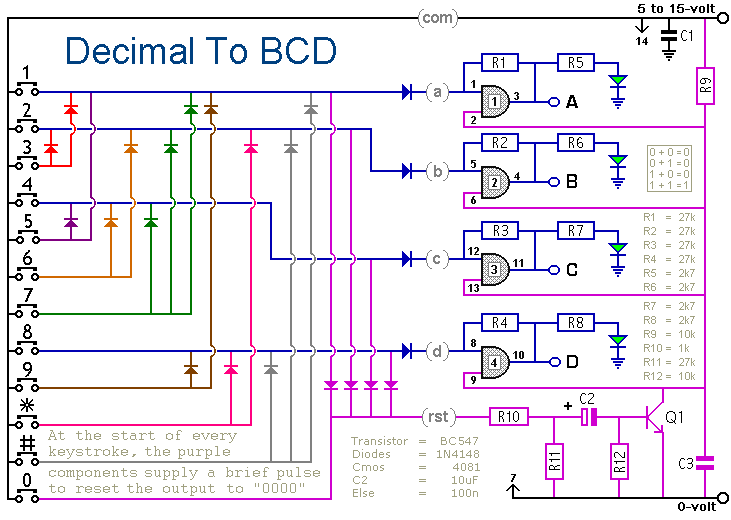 (com)
5 to 15-volt
Decimal To BCD
14
C1
1
R1
R5
R9
(a)
1
1
3
A
2
2
R2
R6
0 + 0 = 0
0 + 1 = 0
1 + 0 = 0
1 + 1 = 1
3
(b)
5
2
4
B
6
4
R3
R7
R1 = 27k
R2 = 27k
R3 = 27k
R4 = 27k
R5 = 2k7
R6 = 2k7
5
(c)
12
3
11
C
13
6
7
R4
R8
R7 = 2k7
R8 = 2k7
R9 = 10k
R10 = 1k
R11 = 27k
R12 = 10k
8
(d)
8
4
10
D
9
9
*
(rst)
R10
+
C2
Q1
At the start of every
keystroke, the purple
components supply a brief pulse
to reset the output to "0000"
#
Transistor = BC547
Diodes = 1N4148
Cmos = 4081
C2 = 10uF
Else = 100n
R11
R12
C3
0
7
0-volt